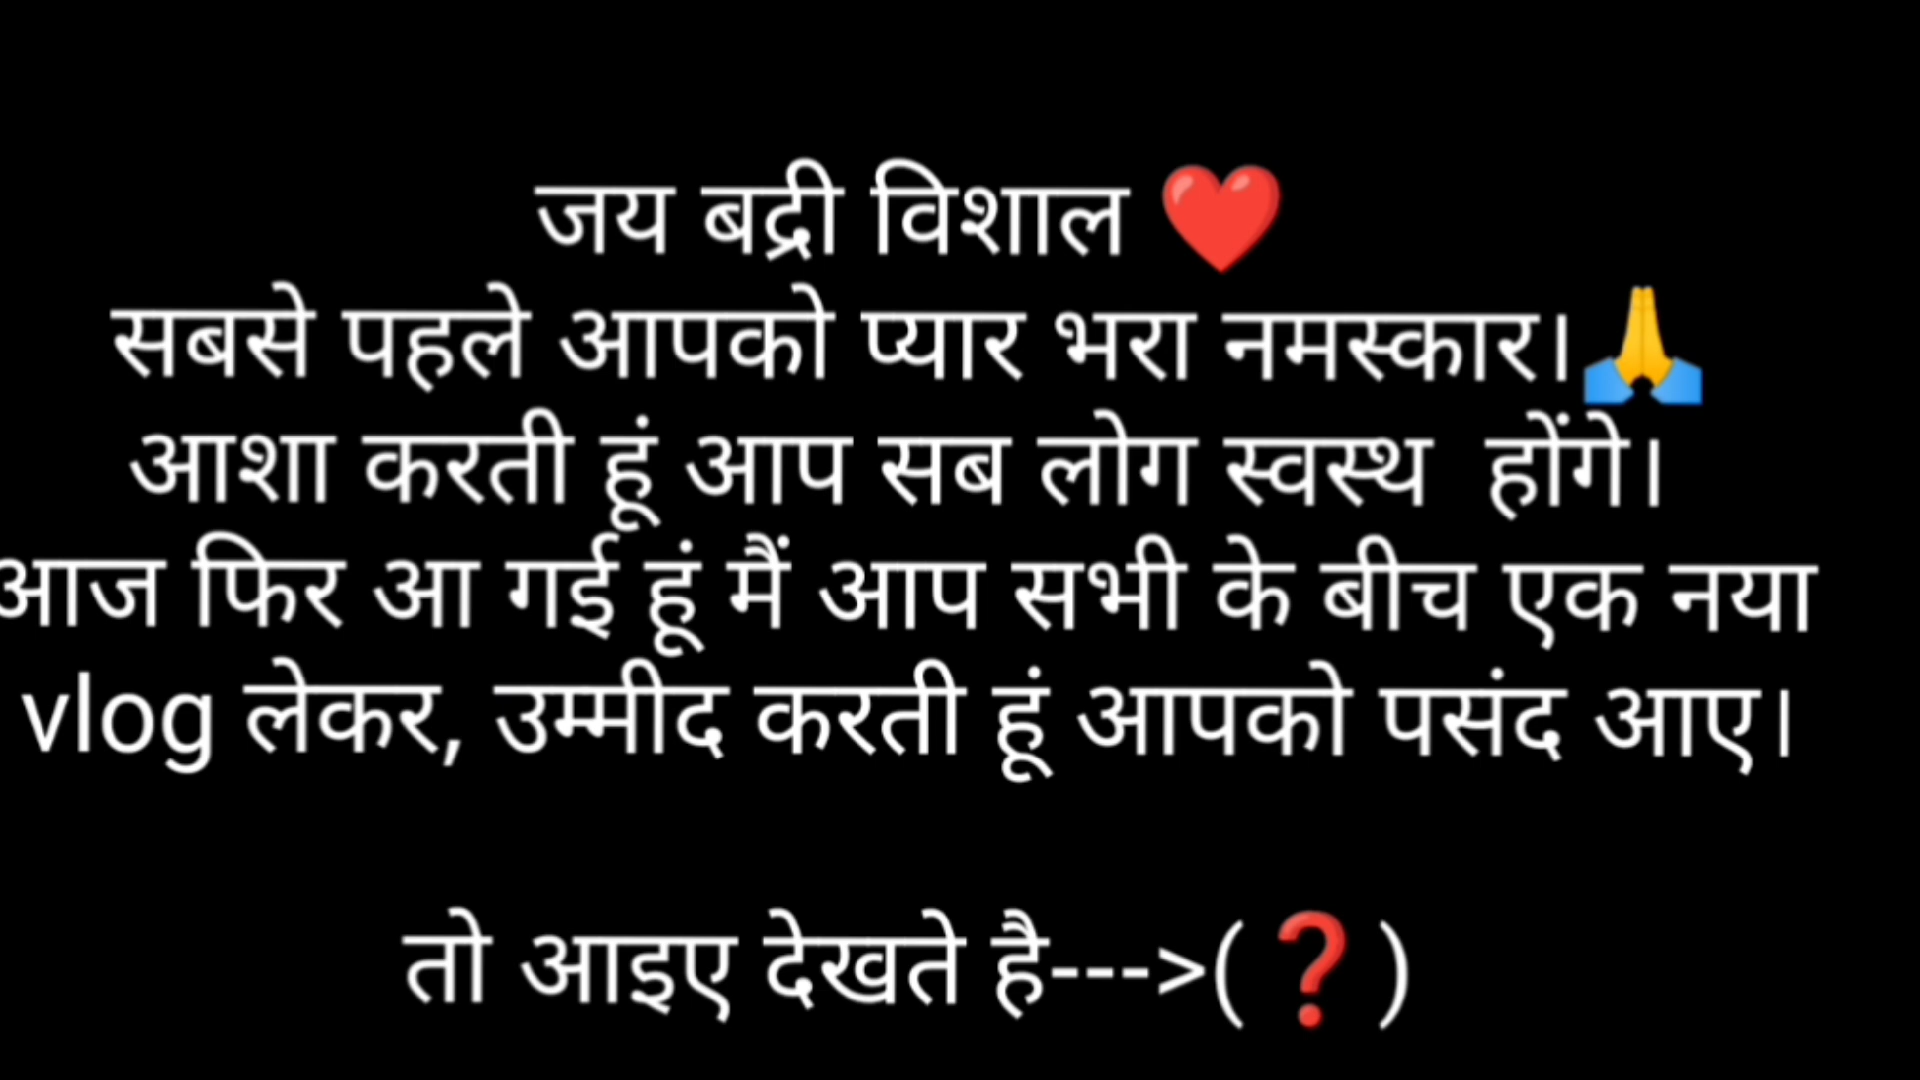 जय बद्री विशाल ❤️
सबसे पहले आपको प्यार भरा नमस्कार।🙏
आशा करती हूं आप सब लोग स्वस्थ  होंगे।
आज फिर आ गई हूं मैं आप सभी के बीच एक नया
vlog लेकर, उम्मीद करती हूं आपको पसंद आए।
तो आइए देखते है--->(❓)